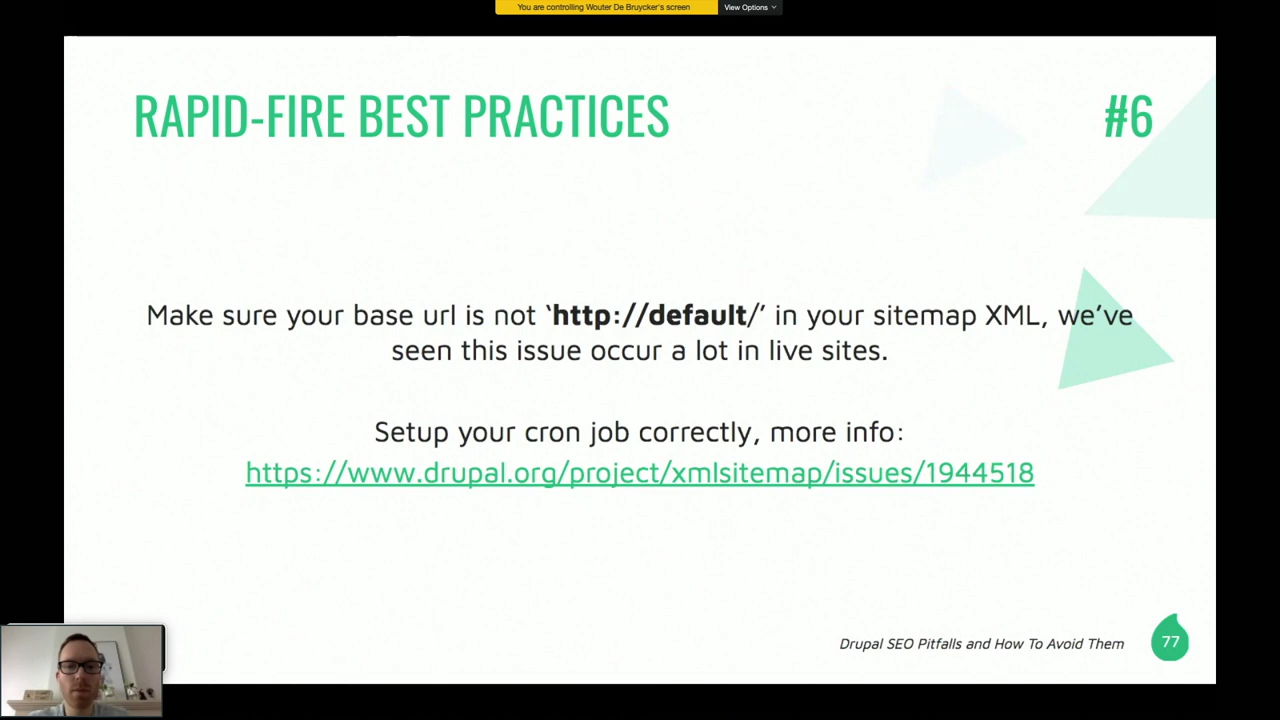 You are controlling Wouter De Bruycker's screen
View Options
RAPID-FIRE BEST PRACTICES
#6
Make sure your base url is not ‘http://default/’ in your sitemap XML, we’ve
seen this issue occur a lot in live sites.
Setup your cron job correctly, more info:
https://www.drupal.org/project/xmlsitemap/issues/1944518
Drupal SEO Pitfalls and How To Avoid Them
77